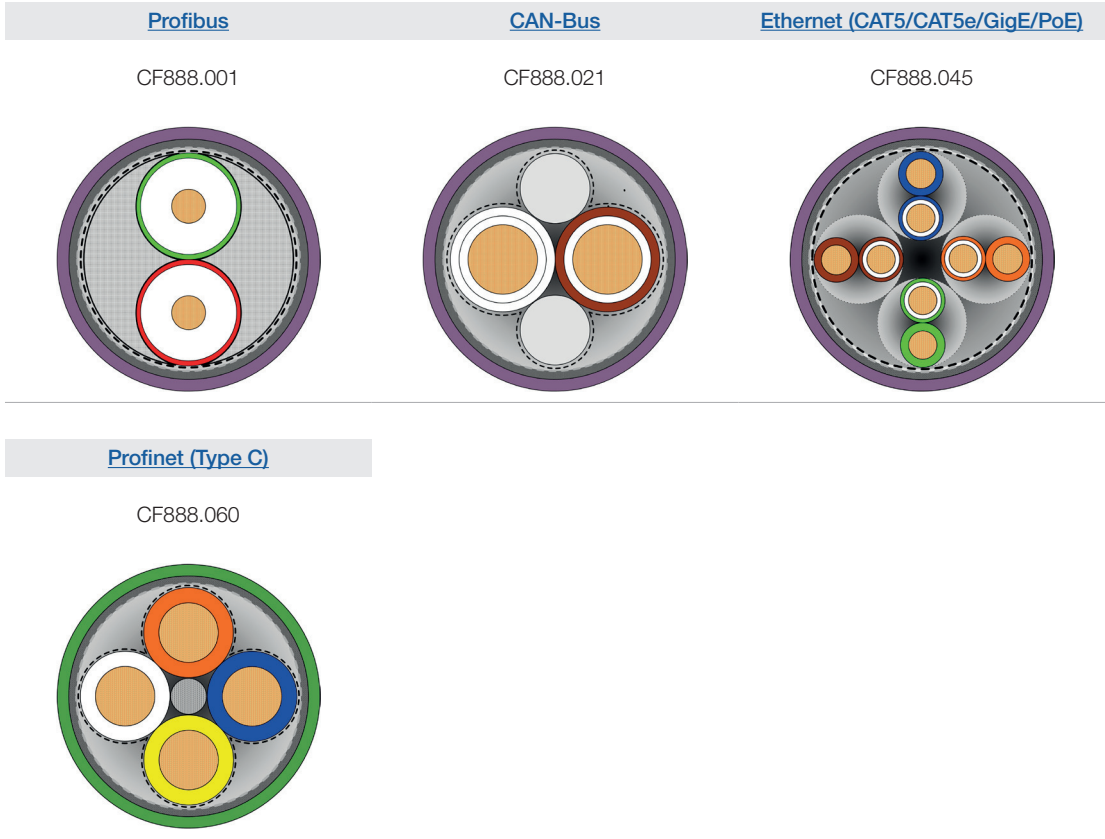 Profibus
CAN-Bus
Ethernet (CAT5/CAT5e/GigE/PoE)
CF888.001
CF888.021
CF888.045
Profinet (Type C)
CF888.060